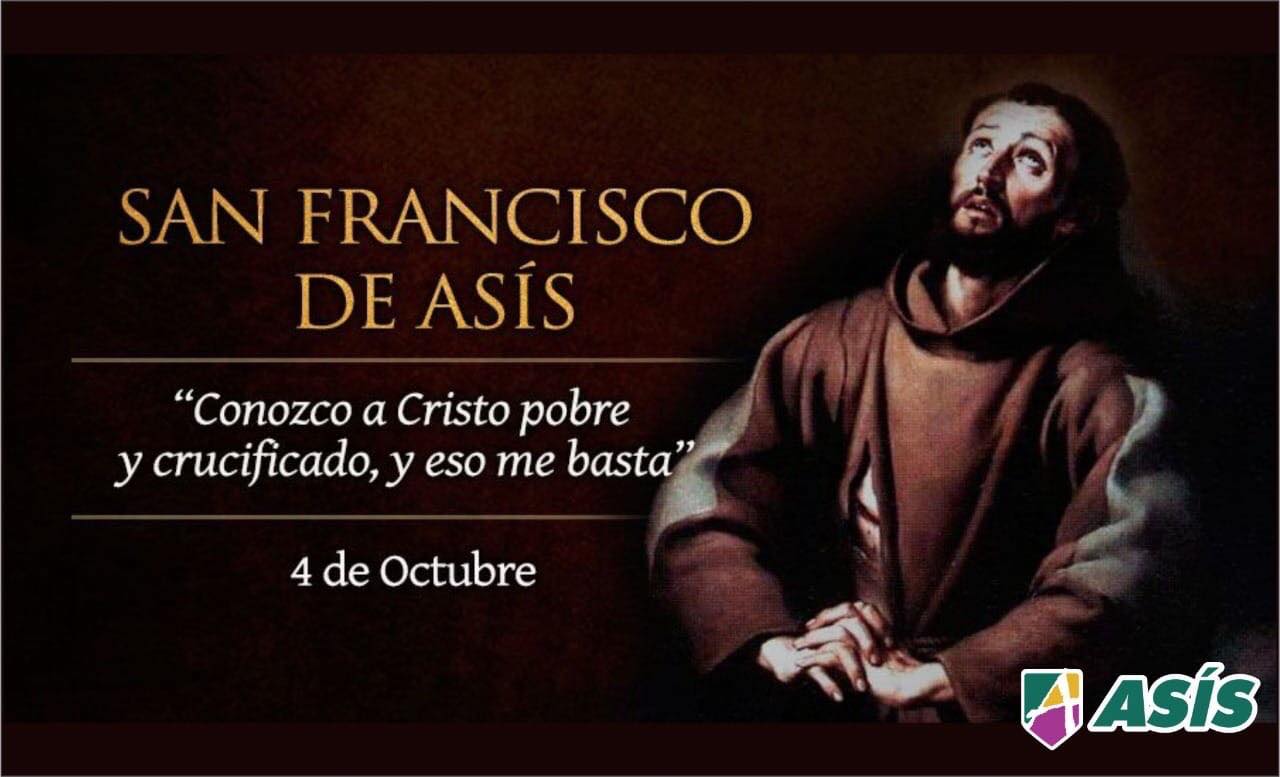 SAN FRANCISCO
DE ASÍS
“Conozco a Cristo pobre
y crucificado, y eso me basta”
4 de Octubre
ASÍS